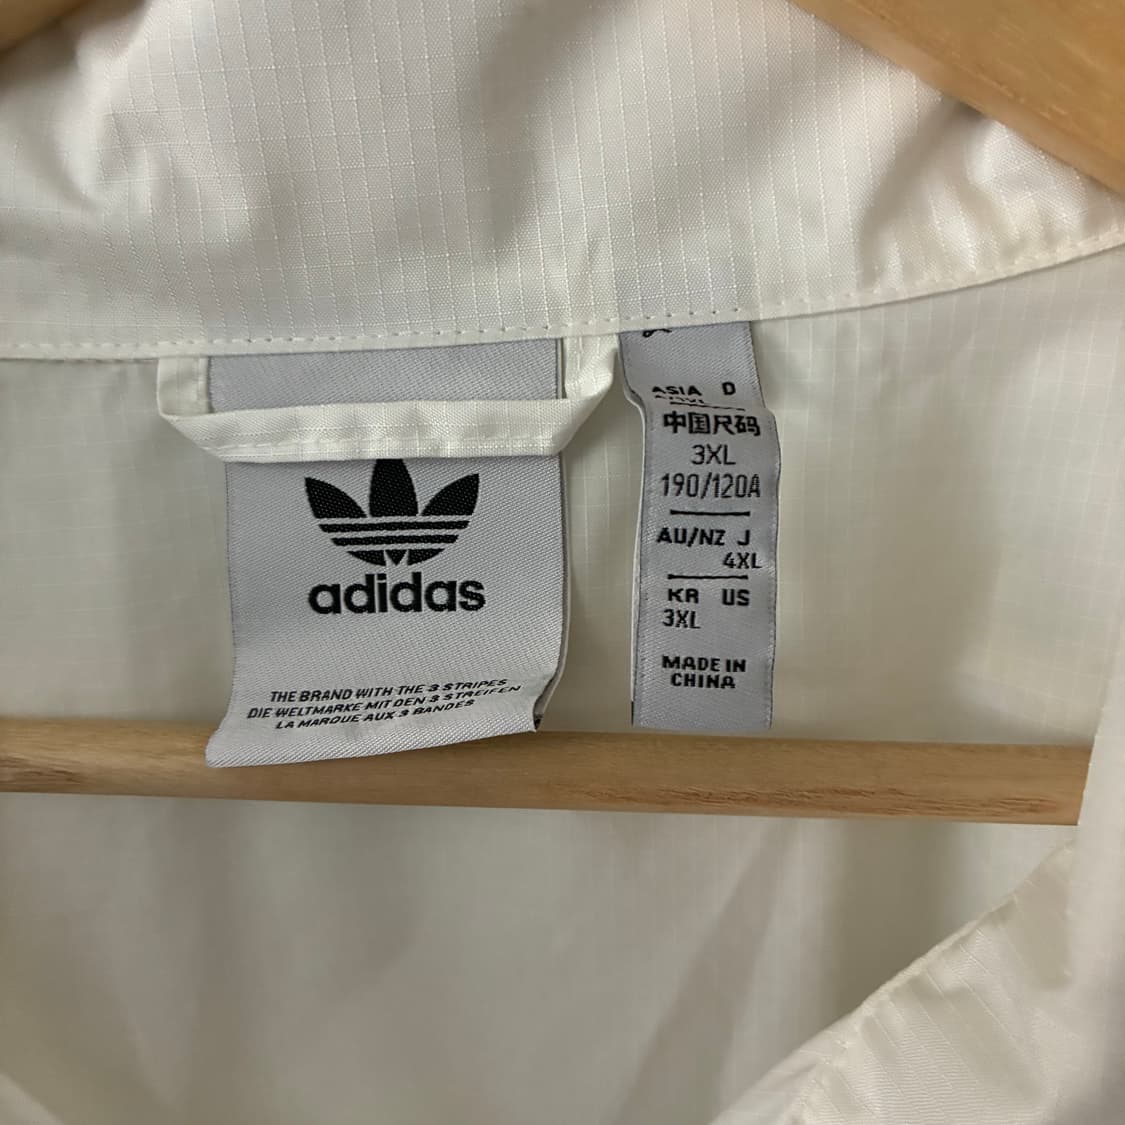 adidas
THE BRAND WITH THE 3 STRIPES
DIE WELTMARKE MIT DEN 3 STREIFEN
LA MARQUE AUX 3 BANDES
ASIA D
中国尺码
3XL
190/120A
AU/NZ J
4XL
KR US
3XL
MADE IN
CHINA